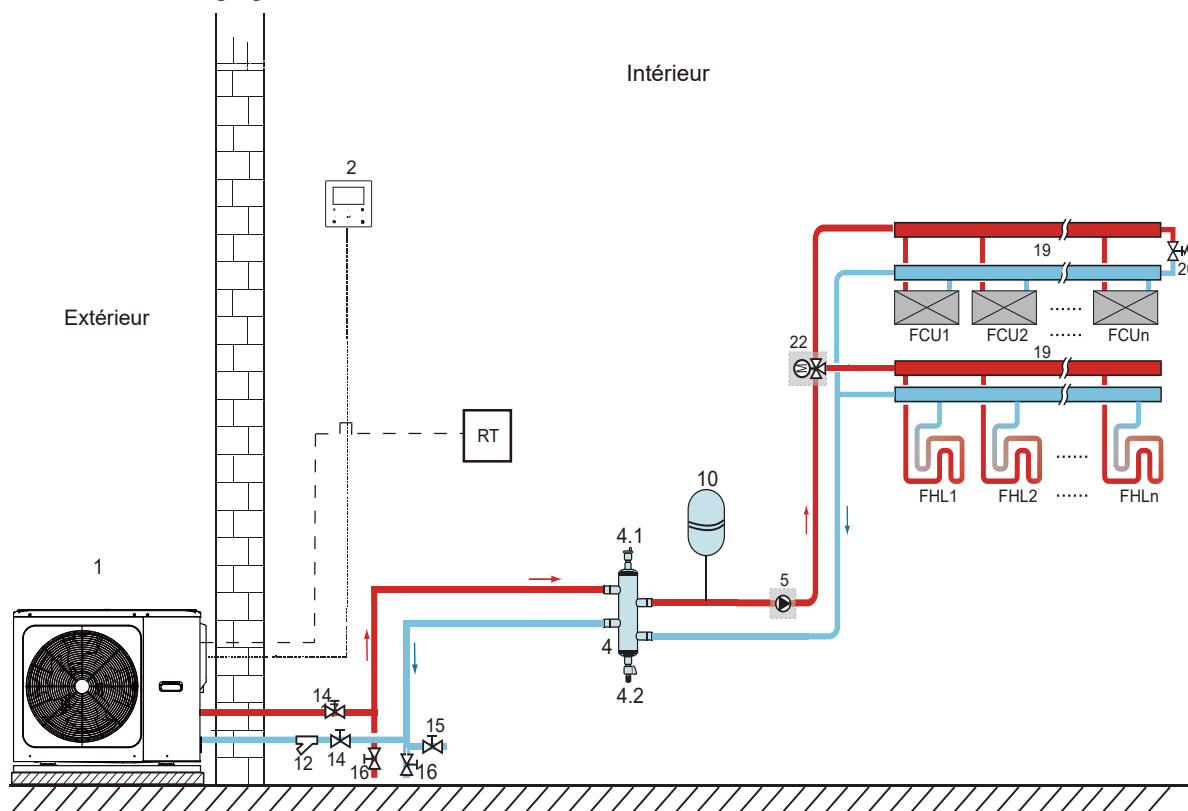 Intérieur
2
19
20
Extérieur
FCU1 FCU2 ...... FCUn
......
22
19
RT
10
FHL1 FHL2 ...... FHLn
......
4.1
1
5
4
4.2
14
15
12 14 16 16